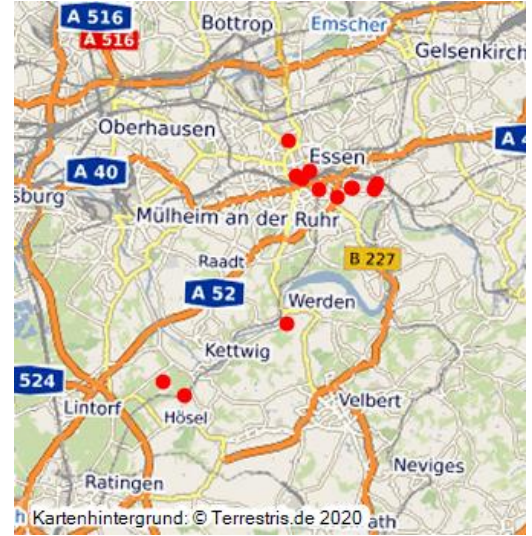 A 516
A 516
Bottrop
Emscher
Gelsenkirch
Oberhausen
Essen
A 4
A 40
sburg
Mülheim an der Ruhr
Raadt
B 227
A 52
Werden
Kettwig
524
Lintorf
Hösel
Velbert
Neviges
Ratingen
h
Kartenhintergrund: © Terrestris.de 2020
ath